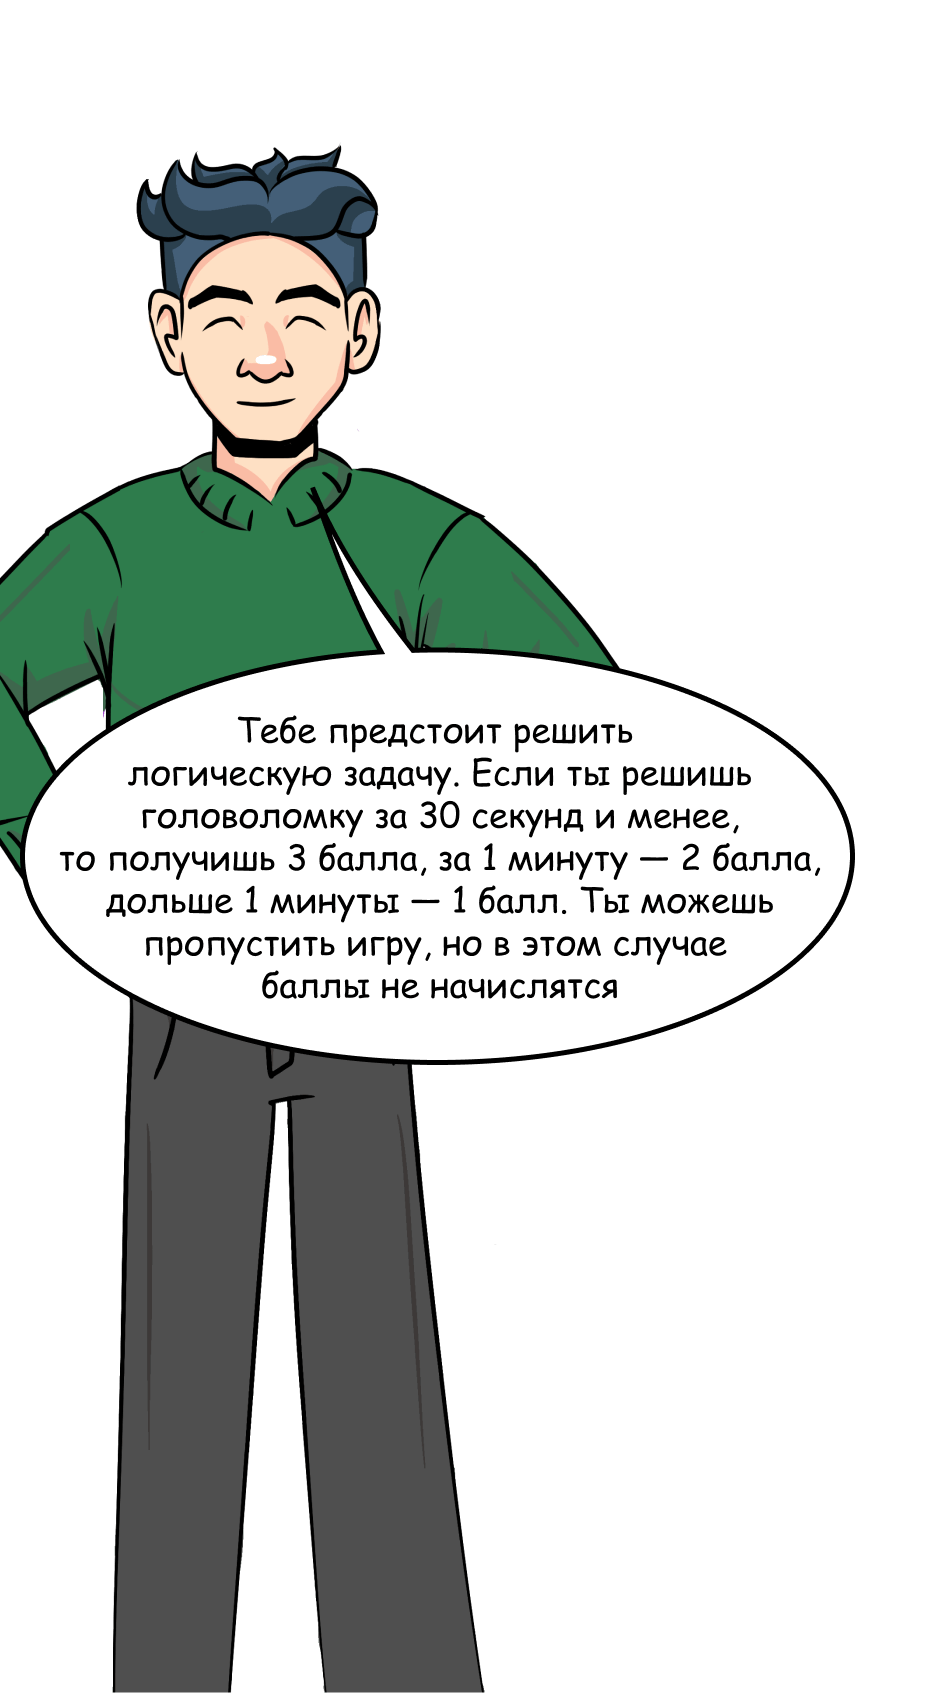 Тебе предстоит решить
логическую задачу. Если ты решишь
головоломку за 30 секунд и менее,
то получишь 3 балла, за 1 минуту — 2 балла,
дольше 1 минуты — 1 балл. Ты можешь
пропустить игру, но в этом случае
баллы не начислятся